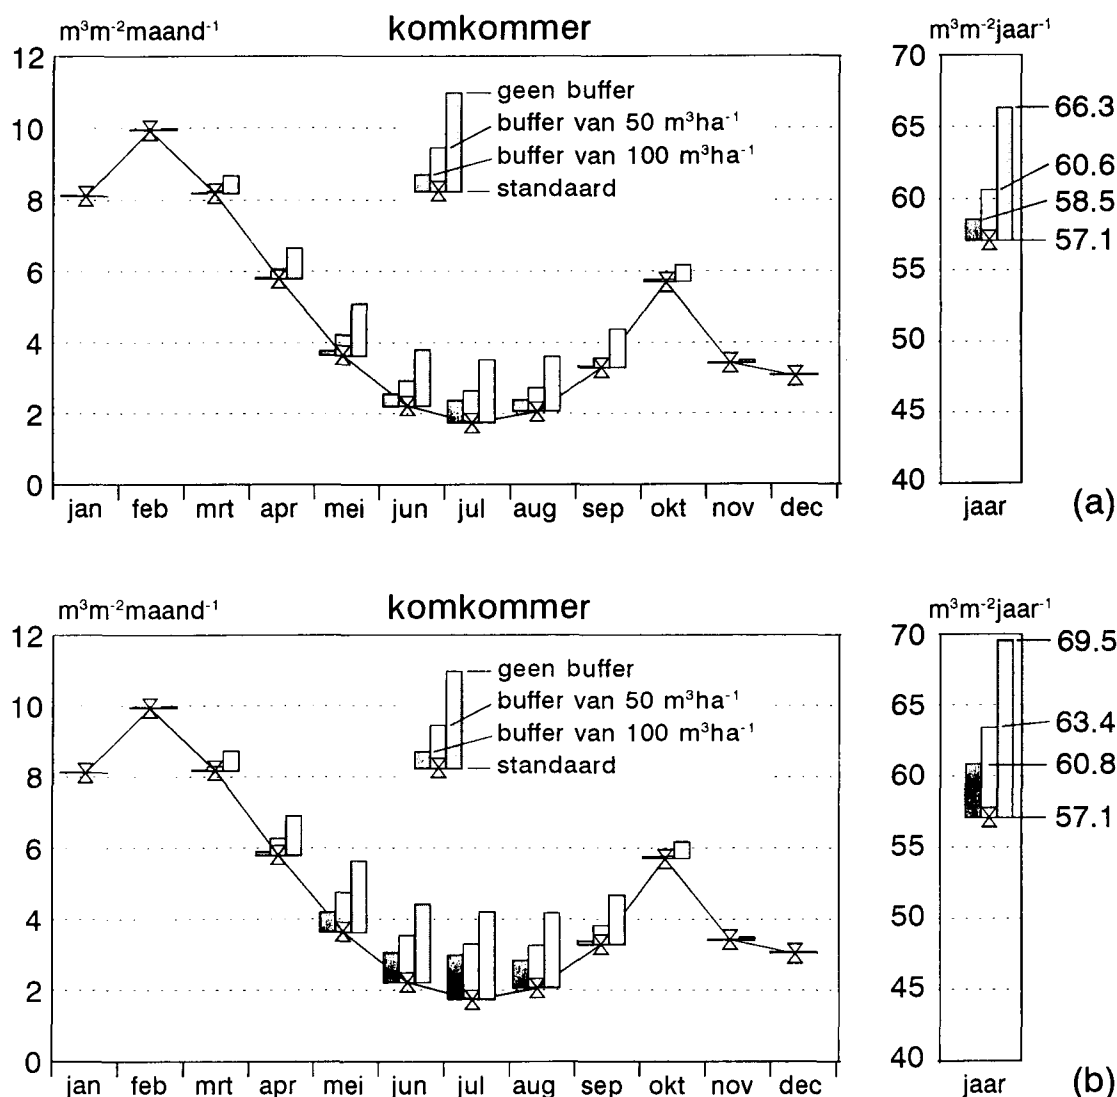 m³m⁻²maand⁻¹ komkommer m³m⁻²jaar⁻¹
12 70
geen buffer
buffer van 50 m³ha⁻¹
buffer van 100 m³ha⁻¹
standaard
10 65 66.3
8 60 60.6
58.5
57.1
6 55
4 50
2 45
0 40
jan feb mrt apr mei jun jul aug sep okt nov dec jaar (a)
m³m⁻²maand⁻¹ komkommer m³m⁻²jaar⁻¹
12 70 69.5
geen buffer
buffer van 50 m³ha⁻¹
buffer van 100 m³ha⁻¹
standaard
10 65 63.4
8 60 60.8
57.1
6 55
4 50
2 45
0 40
jan feb mrt apr mei jun jul aug sep okt nov dec jaar (b)